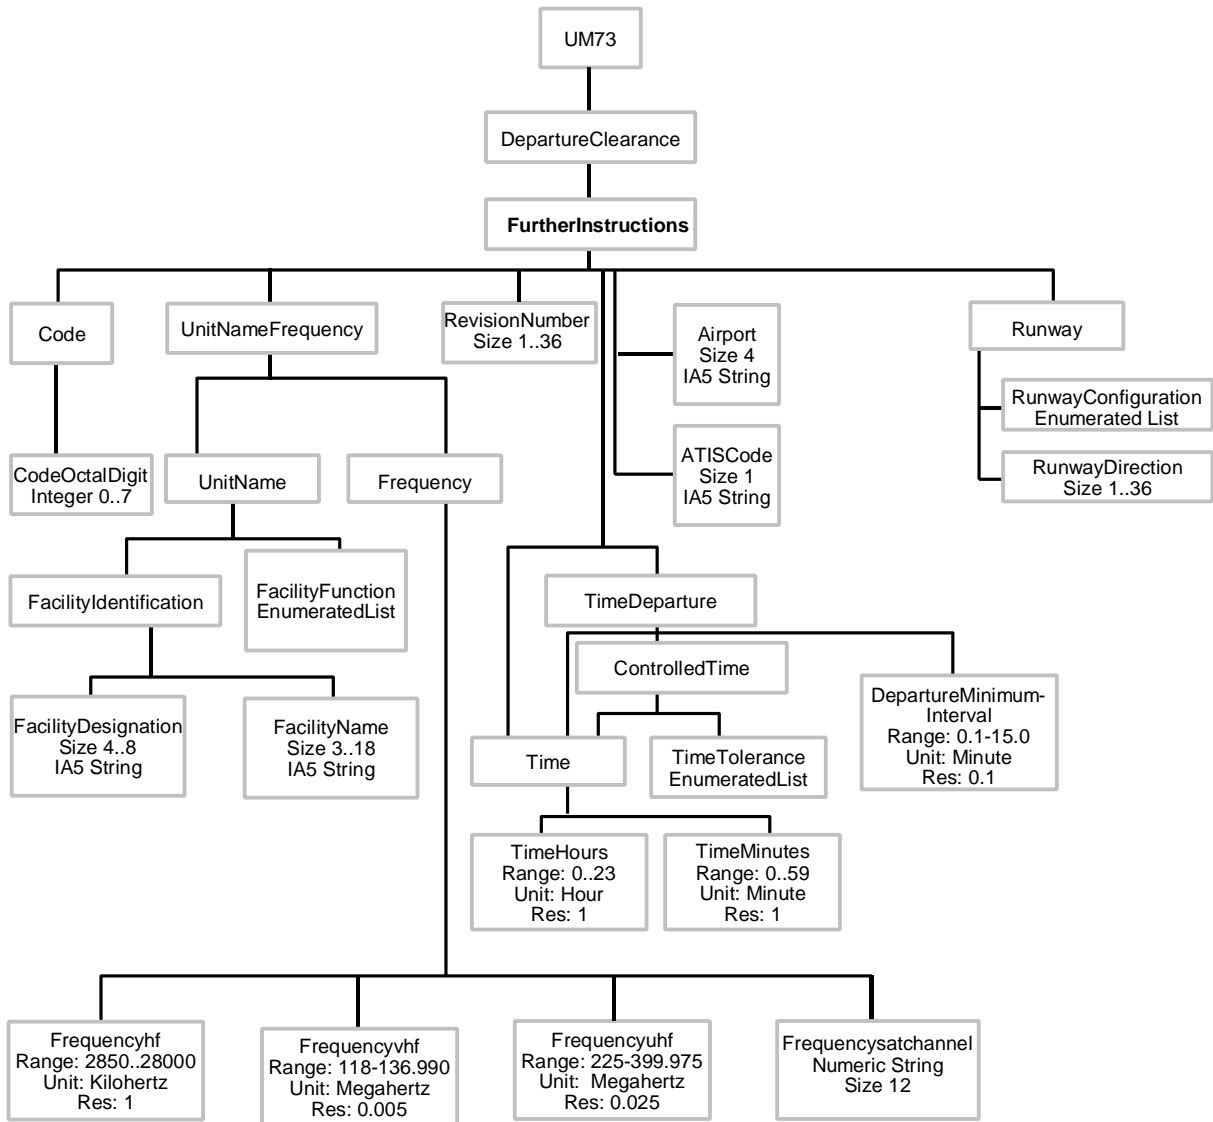 UM73
DepartureClearance
FurtherInstructions
Code
UnitNameFrequency
RevisionNumber
Size 1..36
Airport
Size 4
IA5 String
Runway
RunwayConfiguration
Enumerated List
CodeOctalDigit
Integer 0..7
UnitName
Frequency
ATISCode
Size 1
IA5 String
RunwayDirection
Size 1..36
FacilityIdentification
FacilityFunction
EnumeratedList
TimeDeparture
ControlledTime
FacilityDesignation
Size 4..8
IA5 String
FacilityName
Size 3..18
IA5 String
Time
TimeTolerance
EnumeratedList
DepartureMinimum-
Interval
Range: 0.1-15.0
Unit: Minute
Res: 0.1
TimeHours
Range: 0..23
Unit: Hour
Res: 1
TimeMinutes
Range: 0..59
Unit: Minute
Res: 1
Frequencyhf
Range: 2850..28000
Unit: Kilohertz
Res: 1
Frequencyvhf
Range: 118-136.990
Unit: Megahertz
Res: 0.005
Frequencyuhf
Range: 225-399.975
Unit: Megahertz
Res: 0.025
Frequencysatchannel
Numeric String
Size 12